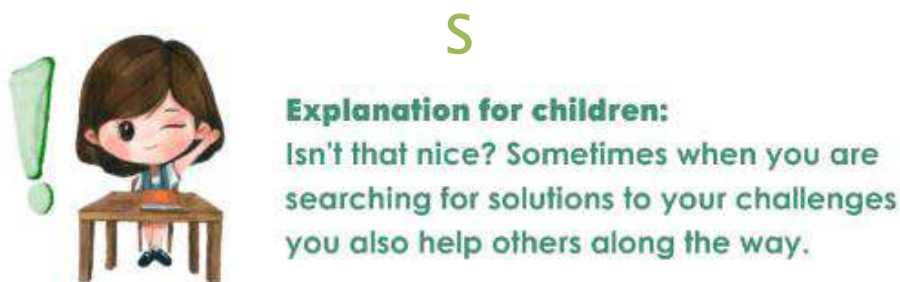 S
Explanation for children:
Isn't that nice? Sometimes when you are
searching for solutions to your challenges
you also help others along the way.